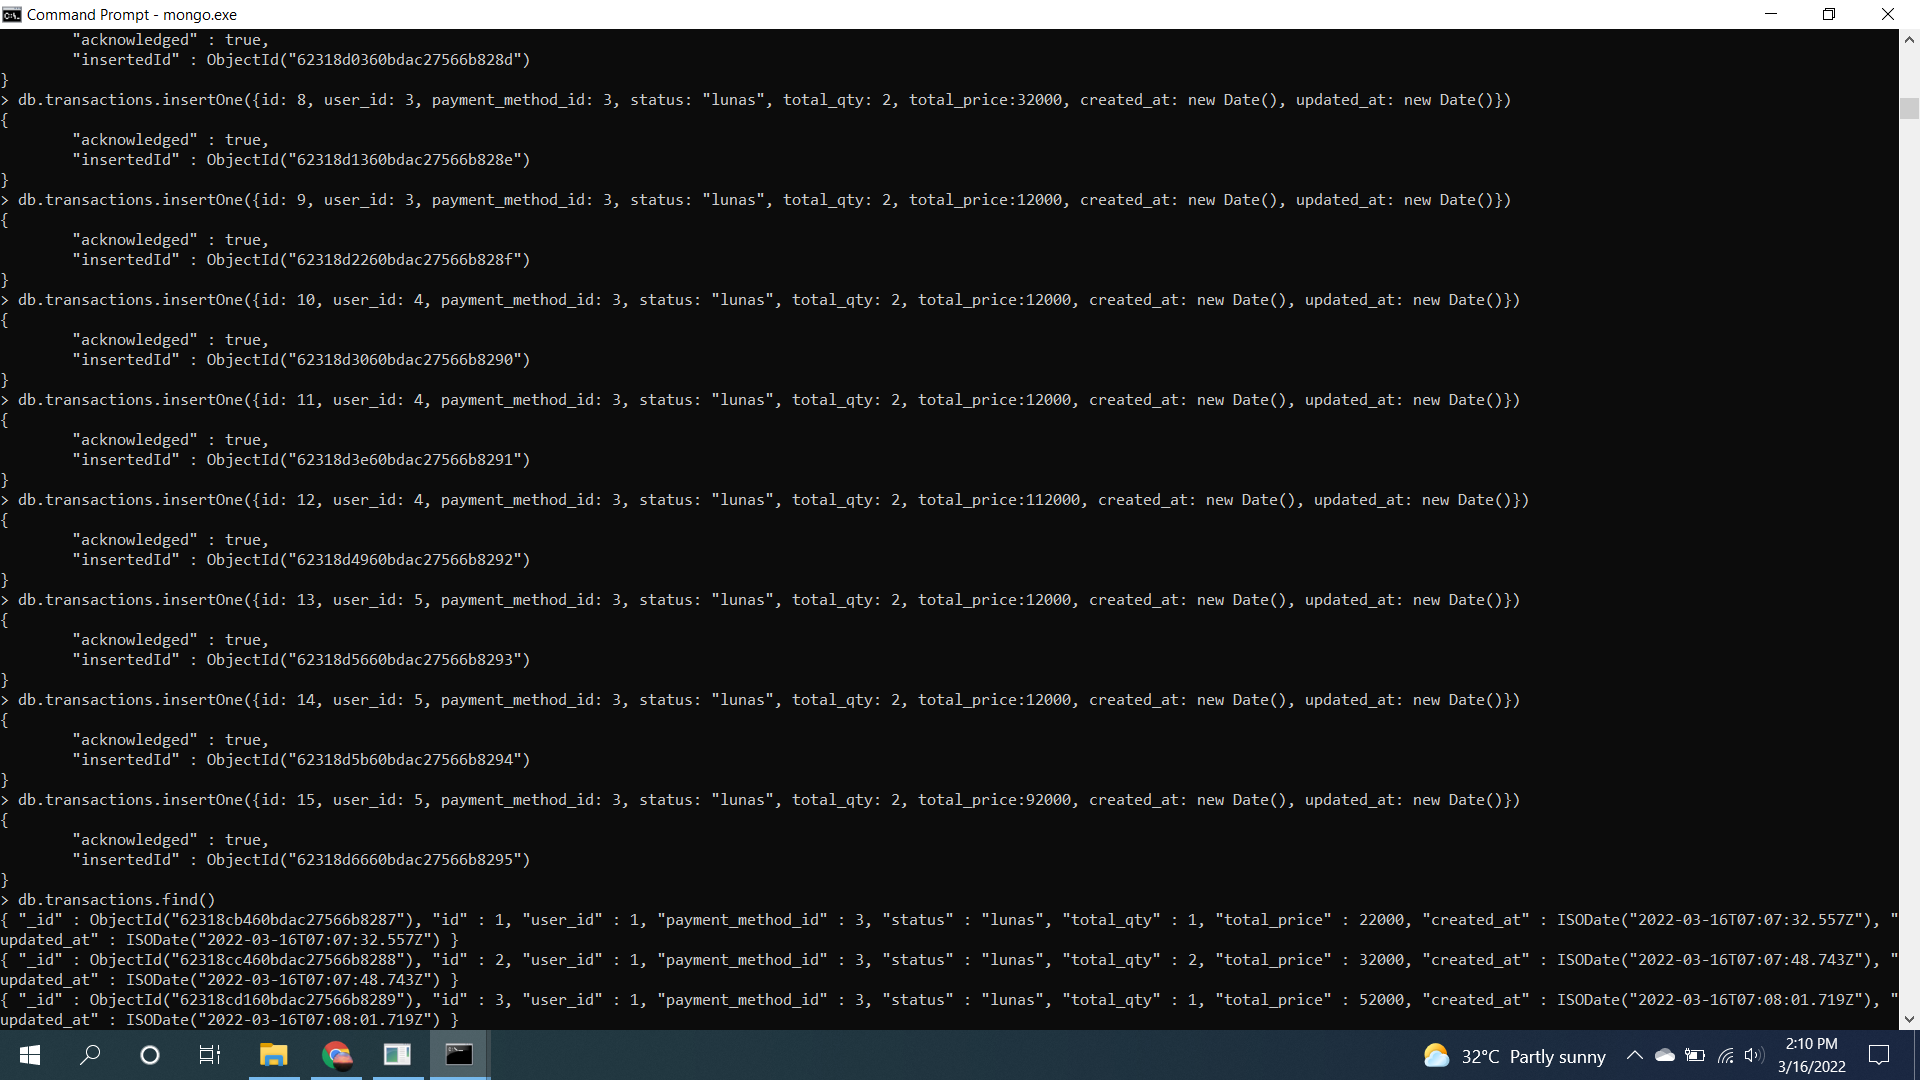 Command Prompt - mongo.exe
        "acknowledged" : true,
        "insertedId" : ObjectId("62318d0360bdac27566b828d")
}
> db.transactions.insertOne({id: 8, user_id: 3, payment_method_id: 3, status: "lunas", total_qty: 2, total_price:32000, created_at: new Date(), updated_at: new Date()})
{
        "acknowledged" : true,
        "insertedId" : ObjectId("62318d1360bdac27566b828e")
}
> db.transactions.insertOne({id: 9, user_id: 3, payment_method_id: 3, status: "lunas", total_qty: 2, total_price:12000, created_at: new Date(), updated_at: new Date()})
{
        "acknowledged" : true,
        "insertedId" : ObjectId("62318d2260bdac27566b828f")
}
> db.transactions.insertOne({id: 10, user_id: 4, payment_method_id: 3, status: "lunas", total_qty: 2, total_price:12000, created_at: new Date(), updated_at: new Date()})
{
        "acknowledged" : true,
        "insertedId" : ObjectId("62318d3060bdac27566b8290")
}
> db.transactions.insertOne({id: 11, user_id: 4, payment_method_id: 3, status: "lunas", total_qty: 2, total_price:12000, created_at: new Date(), updated_at: new Date()})
{
        "acknowledged" : true,
        "insertedId" : ObjectId("62318d3e60bdac27566b8291")
}
> db.transactions.insertOne({id: 12, user_id: 4, payment_method_id: 3, status: "lunas", total_qty: 2, total_price:112000, created_at: new Date(), updated_at: new Date()})
{
        "acknowledged" : true,
        "insertedId" : ObjectId("62318d4960bdac27566b8292")
}
> db.transactions.insertOne({id: 13, user_id: 5, payment_method_id: 3, status: "lunas", total_qty: 2, total_price:12000, created_at: new Date(), updated_at: new Date()})
{
        "acknowledged" : true,
        "insertedId" : ObjectId("62318d5660bdac27566b8293")
}
> db.transactions.insertOne({id: 14, user_id: 5, payment_method_id: 3, status: "lunas", total_qty: 2, total_price:12000, created_at: new Date(), updated_at: new Date()})
{
        "acknowledged" : true,
        "insertedId" : ObjectId("62318d5b60bdac27566b8294")
}
> db.transactions.insertOne({id: 15, user_id: 5, payment_method_id: 3, status: "lunas", total_qty: 2, total_price:92000, created_at: new Date(), updated_at: new Date()})
{
        "acknowledged" : true,
        "insertedId" : ObjectId("62318d6660bdac27566b8295")
}
> db.transactions.find()
{ "_id" : ObjectId("62318cb460bdac27566b8287"), "id" : 1, "user_id" : 1, "payment_method_id" : 3, "status" : "lunas", "total_qty" : 1, "total_price" : 22000, "created_at" : ISODate("2022-03-16T07:07:32.557Z"), "
updated_at" : ISODate("2022-03-16T07:07:32.557Z") }
{ "_id" : ObjectId("62318cc460bdac27566b8288"), "id" : 2, "user_id" : 1, "payment_method_id" : 3, "status" : "lunas", "total_qty" : 2, "total_price" : 32000, "created_at" : ISODate("2022-03-16T07:07:48.743Z"), "
updated_at" : ISODate("2022-03-16T07:07:48.743Z") }
{ "_id" : ObjectId("62318cd160bdac27566b8289"), "id" : 3, "user_id" : 1, "payment_method_id" : 3, "status" : "lunas", "total_qty" : 1, "total_price" : 52000, "created_at" : ISODate("2022-03-16T07:08:01.719Z"), "
updated_at" : ISODate("2022-03-16T07:08:01.719Z") }
32°C Partly sunny
2:10 PM
3/16/2022